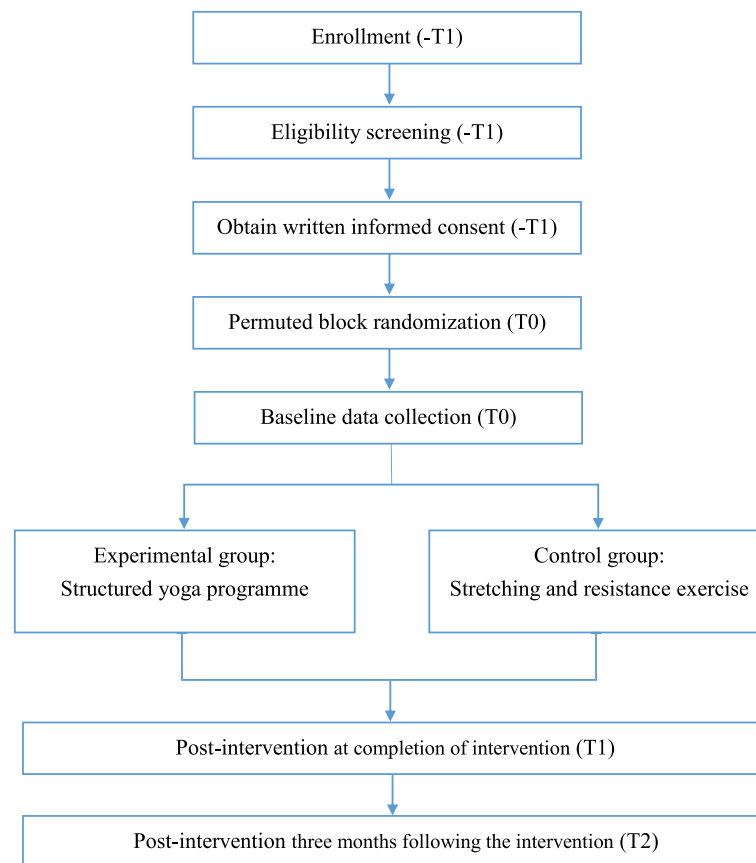 Enrollment (-T1)
Eligibility screening (-T1)
Obtain written informed consent (-T1)
Permuted block randomization (T0)
Baseline data collection (T0)
Experimental group:
Structured yoga programme
Control group:
Stretching and resistance exercise
Post-intervention at completion of intervention (T1)
Post-intervention three months following the intervention (T2)